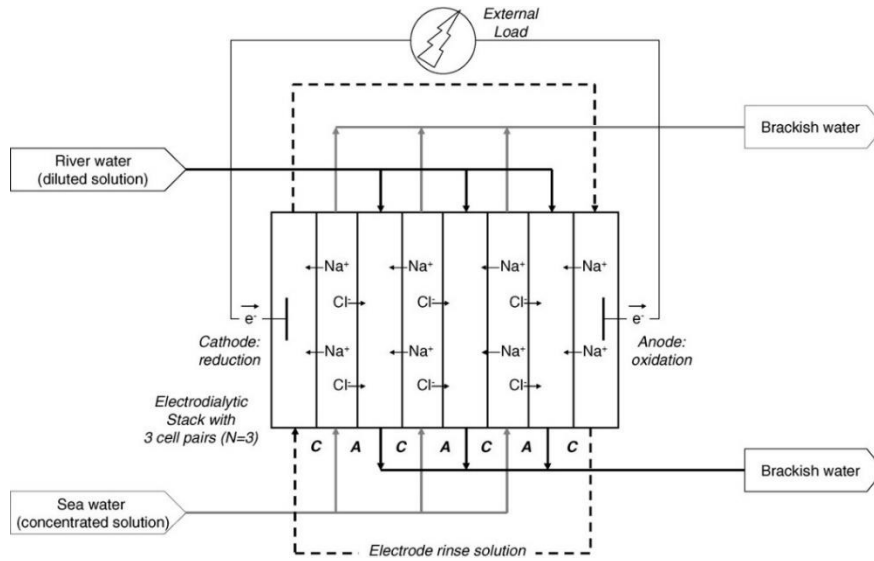 External
Load
Brackish water
River water
(diluted solution)
Na⁺ Na⁺ Na⁺ Na⁺
Cl⁻ Cl⁻ Cl⁻
e⁻ e⁻
Cathode:
reduction
Anode:
oxidation
Na⁺ Na⁺ Na⁺ Na⁺
Cl⁻ Cl⁻ Cl⁻
Electrodialytic
Stack with
3 cell pairs (N=3)
C A C A C A C
Brackish water
Sea water
(concentrated solution)
Electrode rinse solution